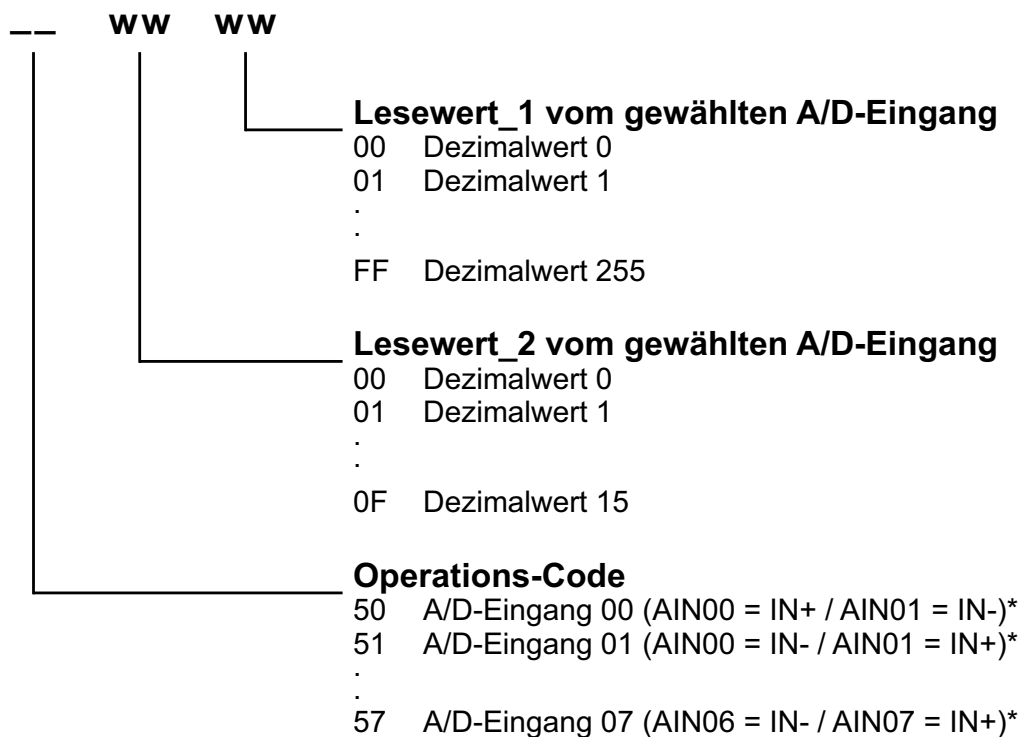 __ ww ww
Lesewert_1 vom gewählten A/D-Eingang
00 Dezimalwert 0
01 Dezimalwert 1
.
.
FF Dezimalwert 255
Lesewert_2 vom gewählten A/D-Eingang
00 Dezimalwert 0
01 Dezimalwert 1
.
.
0F Dezimalwert 15
Operations-Code
50 A/D-Eingang 00 (AIN00 = IN+ / AIN01 = IN-)*
51 A/D-Eingang 01 (AIN00 = IN- / AIN01 = IN+)*
.
.
57 A/D-Eingang 07 (AIN06 = IN- / AIN07 = IN+)*